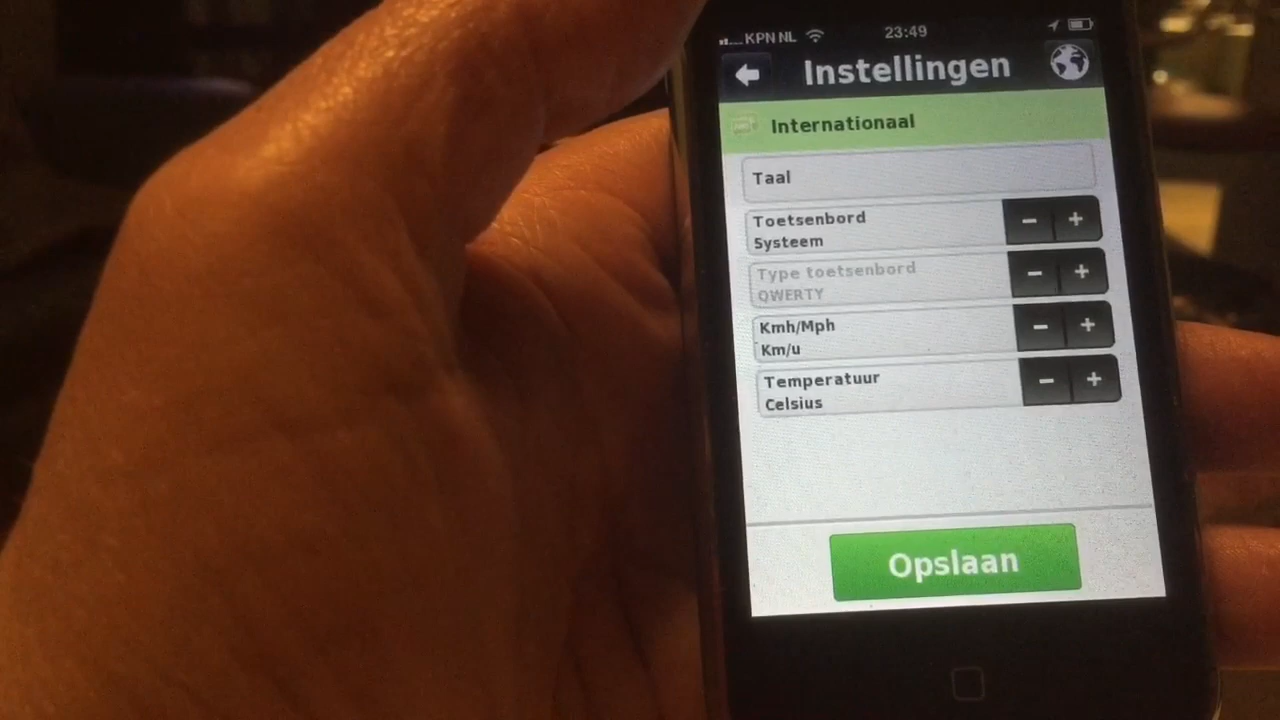 KPN NL 23:49
Instellingen
Internationaal
Taal
Toetsenbord
Systeem
Type toetsenbord
QWERTY
Kmh/Mph
Km/u
Temperatuur
Celsius
Opslaan